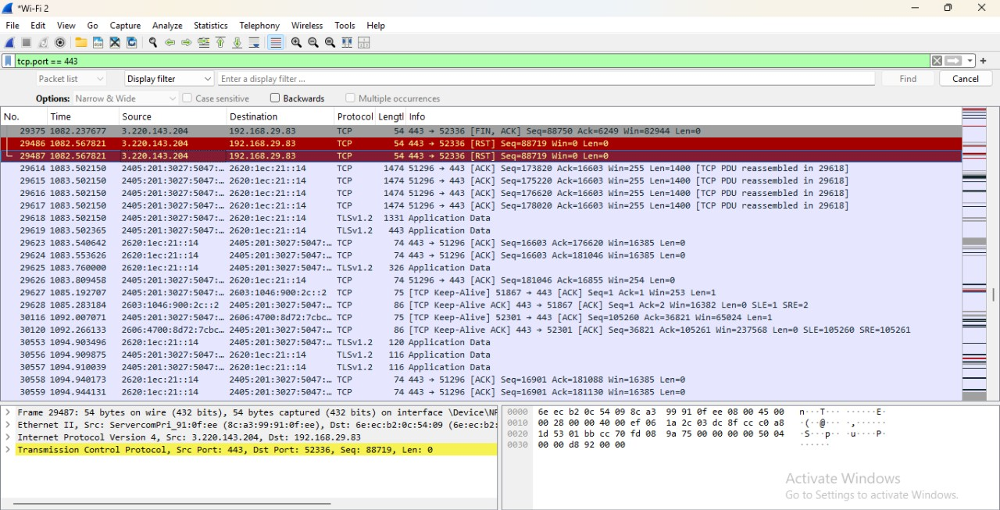 *Wi-Fi 2
File Edit View Go Capture Analyze Statistics Telephony Wireless Tools Help
tcp.port == 443
Packet list Display filter Enter a display filter ... Find Cancel
Options: Narrow & Wide Case sensitive Backwards Multiple occurrences
No. Time Source Destination Protocol Lengtl Info
29375 1082.237677 3.220.143.204 192.168.29.83 TCP 54 443 → 52336 [FIN, ACK] Seq=88750 Ack=6249 Win=82944 Len=0
29486 1082.567821 3.220.143.204 192.168.29.83 TCP 54 443 → 52336 [RST] Seq=88719 Win=0 Len=0
29487 1082.567821 3.220.143.204 192.168.29.83 TCP 54 443 → 52336 [RST] Seq=88719 Win=0 Len=0
29614 1083.502150 2405:201:3027:5047:… 2620:1ec:21::14 TCP 1474 51296 → 443 [ACK] Seq=173820 Ack=16603 Win=255 Len=1400 [TCP PDU reassembled in 29618]
29615 1083.502150 2405:201:3027:5047:… 2620:1ec:21::14 TCP 1474 51296 → 443 [ACK] Seq=175220 Ack=16603 Win=255 Len=1400 [TCP PDU reassembled in 29618]
29616 1083.502150 2405:201:3027:5047:… 2620:1ec:21::14 TCP 1474 51296 → 443 [ACK] Seq=176620 Ack=16603 Win=255 Len=1400 [TCP PDU reassembled in 29618]
29617 1083.502150 2405:201:3027:5047:… 2620:1ec:21::14 TCP 1474 51296 → 443 [ACK] Seq=178020 Ack=16603 Win=255 Len=1400 [TCP PDU reassembled in 29618]
29618 1083.502150 2405:201:3027:5047:… 2620:1ec:21::14 TLSv1.2 1331 Application Data
29619 1083.502365 2405:201:3027:5047:… 2620:1ec:21::14 TLSv1.2 443 Application Data
29623 1083.540642 2620:1ec:21::14 2405:201:3027:5047:… TCP 74 443 → 51296 [ACK] Seq=16603 Ack=176620 Win=16385 Len=0
29624 1083.553626 2620:1ec:21::14 2405:201:3027:5047:… TCP 74 443 → 51296 [ACK] Seq=16603 Ack=181046 Win=16385 Len=0
29625 1083.760000 2620:1ec:21::14 2405:201:3027:5047:… TLSv1.2 326 Application Data
29626 1083.809458 2405:201:3027:5047:… 2620:1ec:21::14 TCP 74 51296 → 443 [ACK] Seq=181046 Ack=16855 Win=254 Len=0
29627 1085.192707 2405:201:3027:5047:… 2603:1046:900:2c::2 TCP 75 [TCP Keep-Alive] 51867 → 443 [ACK] Seq=1 Ack=1 Win=253 Len=1
29628 1085.283184 2603:1046:900:2c::2 2405:201:3027:5047:… TCP 86 [TCP Keep-Alive ACK] 443 → 51867 [ACK] Seq=1 Ack=2 Win=16382 Len=0 SLE=1 SRE=2
30116 1092.007071 2405:201:3027:5047:… 2606:4700:8d72:7cbc… TCP 75 [TCP Keep-Alive] 52301 → 443 [ACK] Seq=105260 Ack=36821 Win=65024 Len=1
30120 1092.266133 2606:4700:8d72:7cbc… 2405:201:3027:5047:… TCP 86 [TCP Keep-Alive ACK] 443 → 52301 [ACK] Seq=36821 Ack=105261 Win=237568 Len=0 SLE=105260 SRE=105261
30553 1094.903496 2620:1ec:21::14 2405:201:3027:5047:… TLSv1.2 120 Application Data
30556 1094.909875 2405:201:3027:5047:… 2620:1ec:21::14 TLSv1.2 116 Application Data
30557 1094.910039 2405:201:3027:5047:… 2620:1ec:21::14 TLSv1.2 116 Application Data
30558 1094.940173 2620:1ec:21::14 2405:201:3027:5047:… TCP 74 443 → 51296 [ACK] Seq=16901 Ack=181088 Win=16385 Len=0
30559 1094.944131 2620:1ec:21::14 2405:201:3027:5047:… TCP 74 443 → 51296 [ACK] Seq=16901 Ack=181130 Win=16385 Len=0
Frame 29487: 54 bytes on wire (432 bits), 54 bytes captured (432 bits) on interface \Device\NF
Ethernet II, Src: ServercomPri_91:0f:ee (8c:a3:99:91:0f:ee), Dst: 6e:ec:b2:0c:54:09 (6e:ec:b2:
Internet Protocol Version 4, Src: 3.220.143.204, Dst: 192.168.29.83
Transmission Control Protocol, Src Port: 443, Dst Port: 52336, Seq: 88719, Len: 0
0000 6e ec b2 0c 54 09 8c a3 99 91 0f ee 08 00 45 00 n···T··· ······E·
0010 00 28 00 00 40 00 ef 06 1a 2c 03 dc 8f cc c0 a8 ·(··@··· ·,······
0020 1d 53 01 bb cc 70 fd 08 9a 75 00 00 00 00 50 04 ·S···p·· ·u····P·
0030 00 00 d8 92 00 00 ······
Activate Windows
Go to Settings to activate Windows.